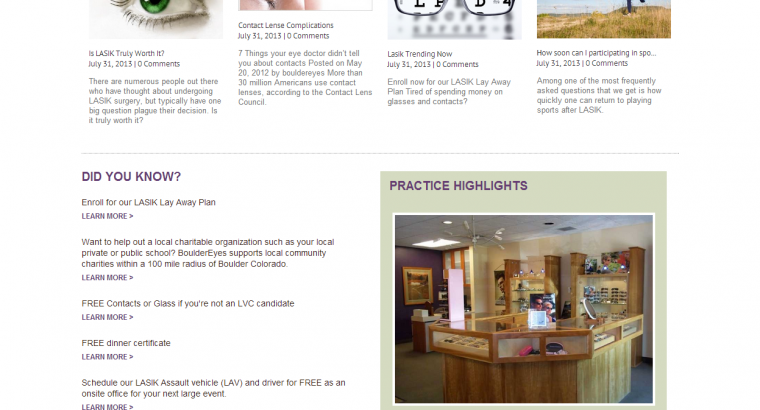 L P D
Is LASIK Truly Worth It?
July 31, 2013 | 0 Comments
There are numerous people out there
who have thought about undergoing
LASIK surgery, but typically have one
big question plague their decision. Is
it truly worth it?
Contact Lense Complications
July 31, 2013 | 0 Comments
7 Things your eye doctor didn't tell
you about contacts Posted on May
20, 2012 by bouldereyes More than
30 million Americans use contact
lenses, according to the Contact Lens
Council.
Lasik Trending Now
July 31, 2013 | 0 Comments
Enroll now for our LASIK Lay Away
Plan Tired of spending money on
glasses and contacts?
How soon can I participating in spo...
July 31, 2013 | 0 Comments
Among one of the most frequently
asked questions that we get is how
quickly one can return to playing
sports after LASIK.
DID YOU KNOW?
Enroll for our LASIK Lay Away Plan
LEARN MORE >
Want to help out a local charitable organization such as your local
private or public school? BoulderEyes supports local community
charities within a 100 mile radius of Boulder Colorado.
LEARN MORE >
FREE Contacts or Glass if you're not an LVC candidate
LEARN MORE >
FREE dinner certificate
LEARN MORE >
Schedule our LASIK Assault vehicle (LAV) and driver for FREE as an
onsite office for your next large event.
LEARN MORE >
PRACTICE HIGHLIGHTS